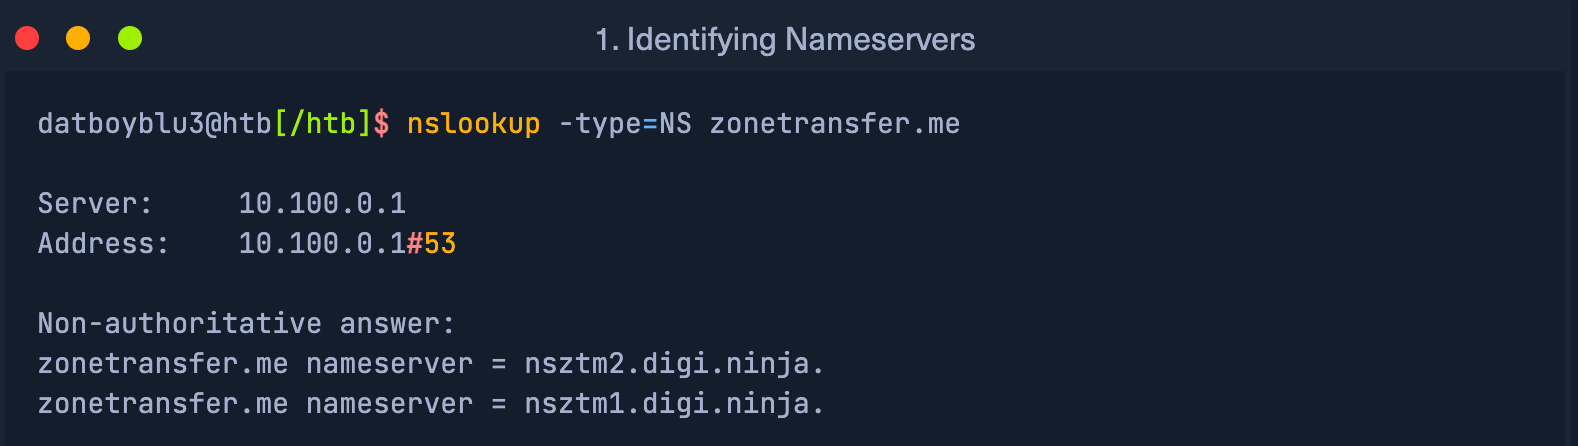 1. Identifying Nameservers
datboyblu3@htb[/htb]$ nslookup -type=NS zonetransfer.me
Server: 10.100.0.1
Address: 10.100.0.1#53
Non-authoritative answer:
zonetransfer.me nameserver = nsztm2.digi.ninja.
zonetransfer.me nameserver = nsztm1.digi.ninja.